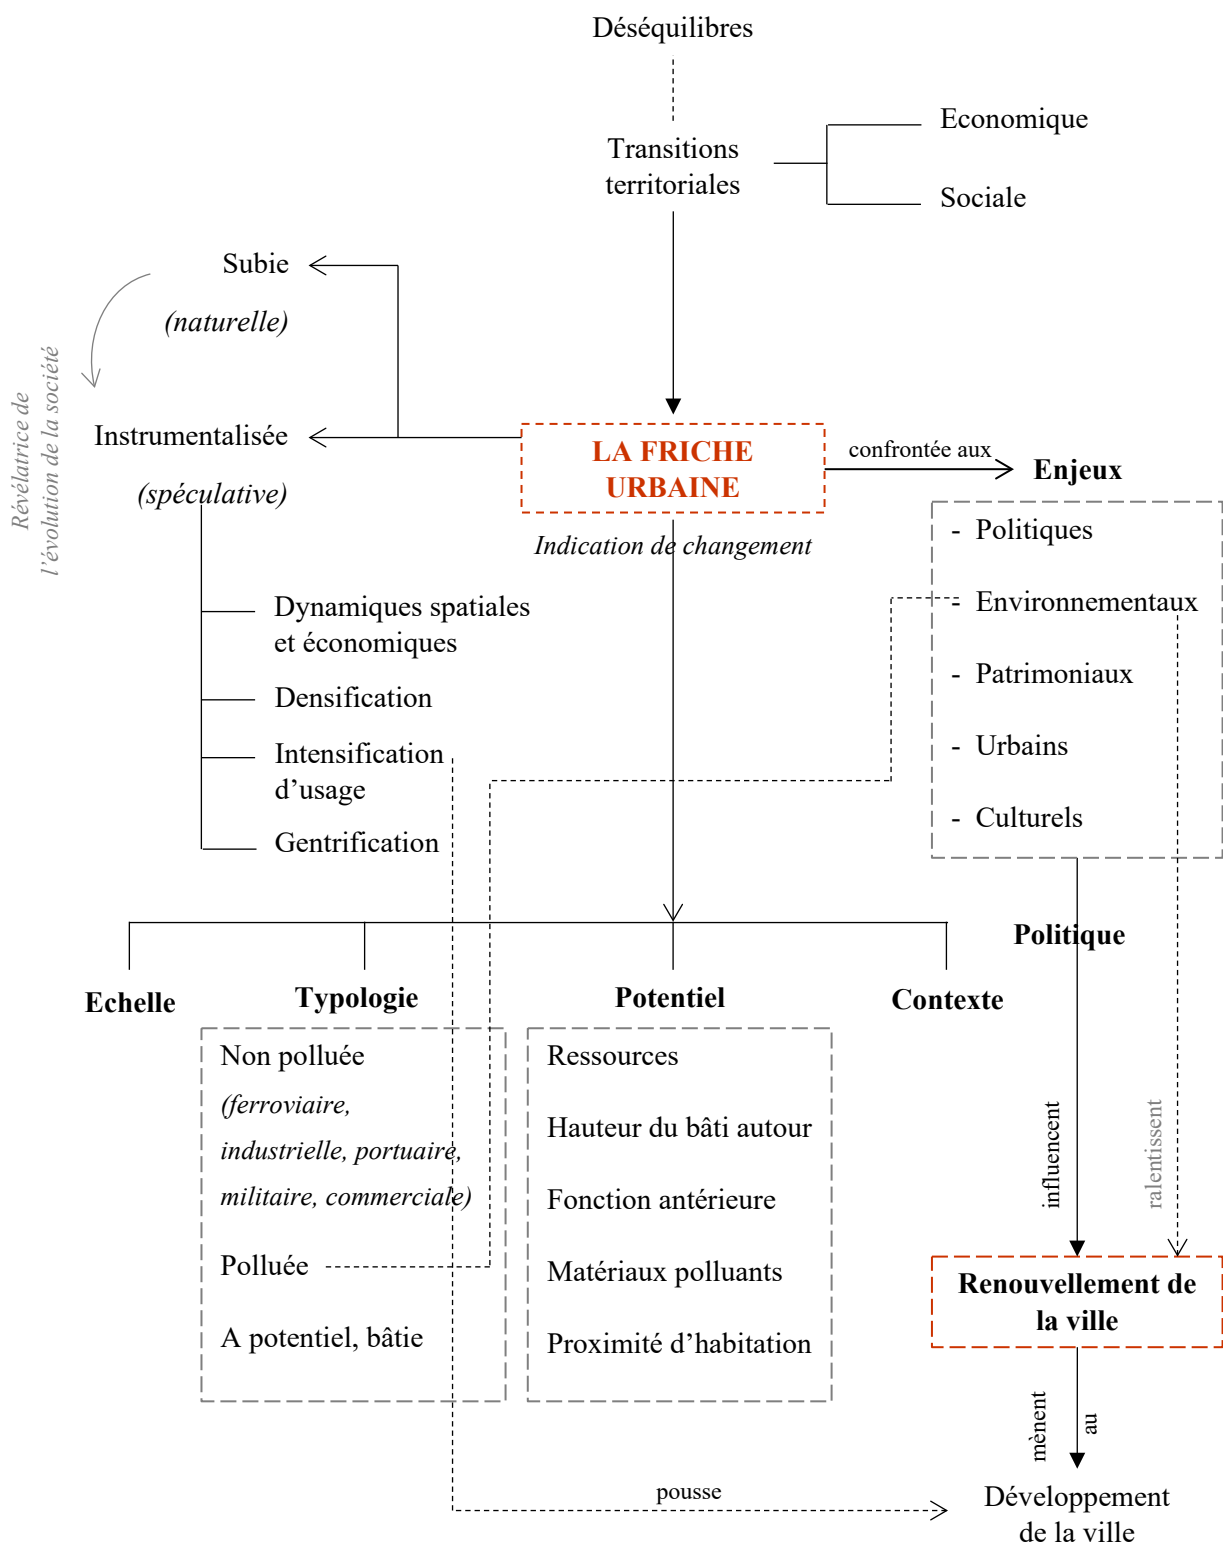 Déséquilibres
Transitions
territoriales
Economique
Sociale
Subie
(naturelle)
Révélatrice de
l'évolution de la société
Instrumentalisée
(spéculative)
LA FRICHE
URBAINE
Indication de changement
confrontée aux
Enjeux
- Politiques
- Environnementaux
- Patrimoniaux
- Urbains
- Culturels
Dynamiques spatiales
et économiques
Densification
Intensification
d'usage
Gentrification
Politique
Echelle
Typologie
Potentiel
Contexte
Non polluée
(ferroviaire,
industrielle, portuaire,
militaire, commerciale)
Polluée
A potentiel, bâtie
Ressources
Hauteur du bâti autour
Fonction antérieure
Matériaux polluants
Proximité d'habitation
influencent
ralentissent
Renouvellement de
la ville
mènent
au
pousse
Développement
de la ville